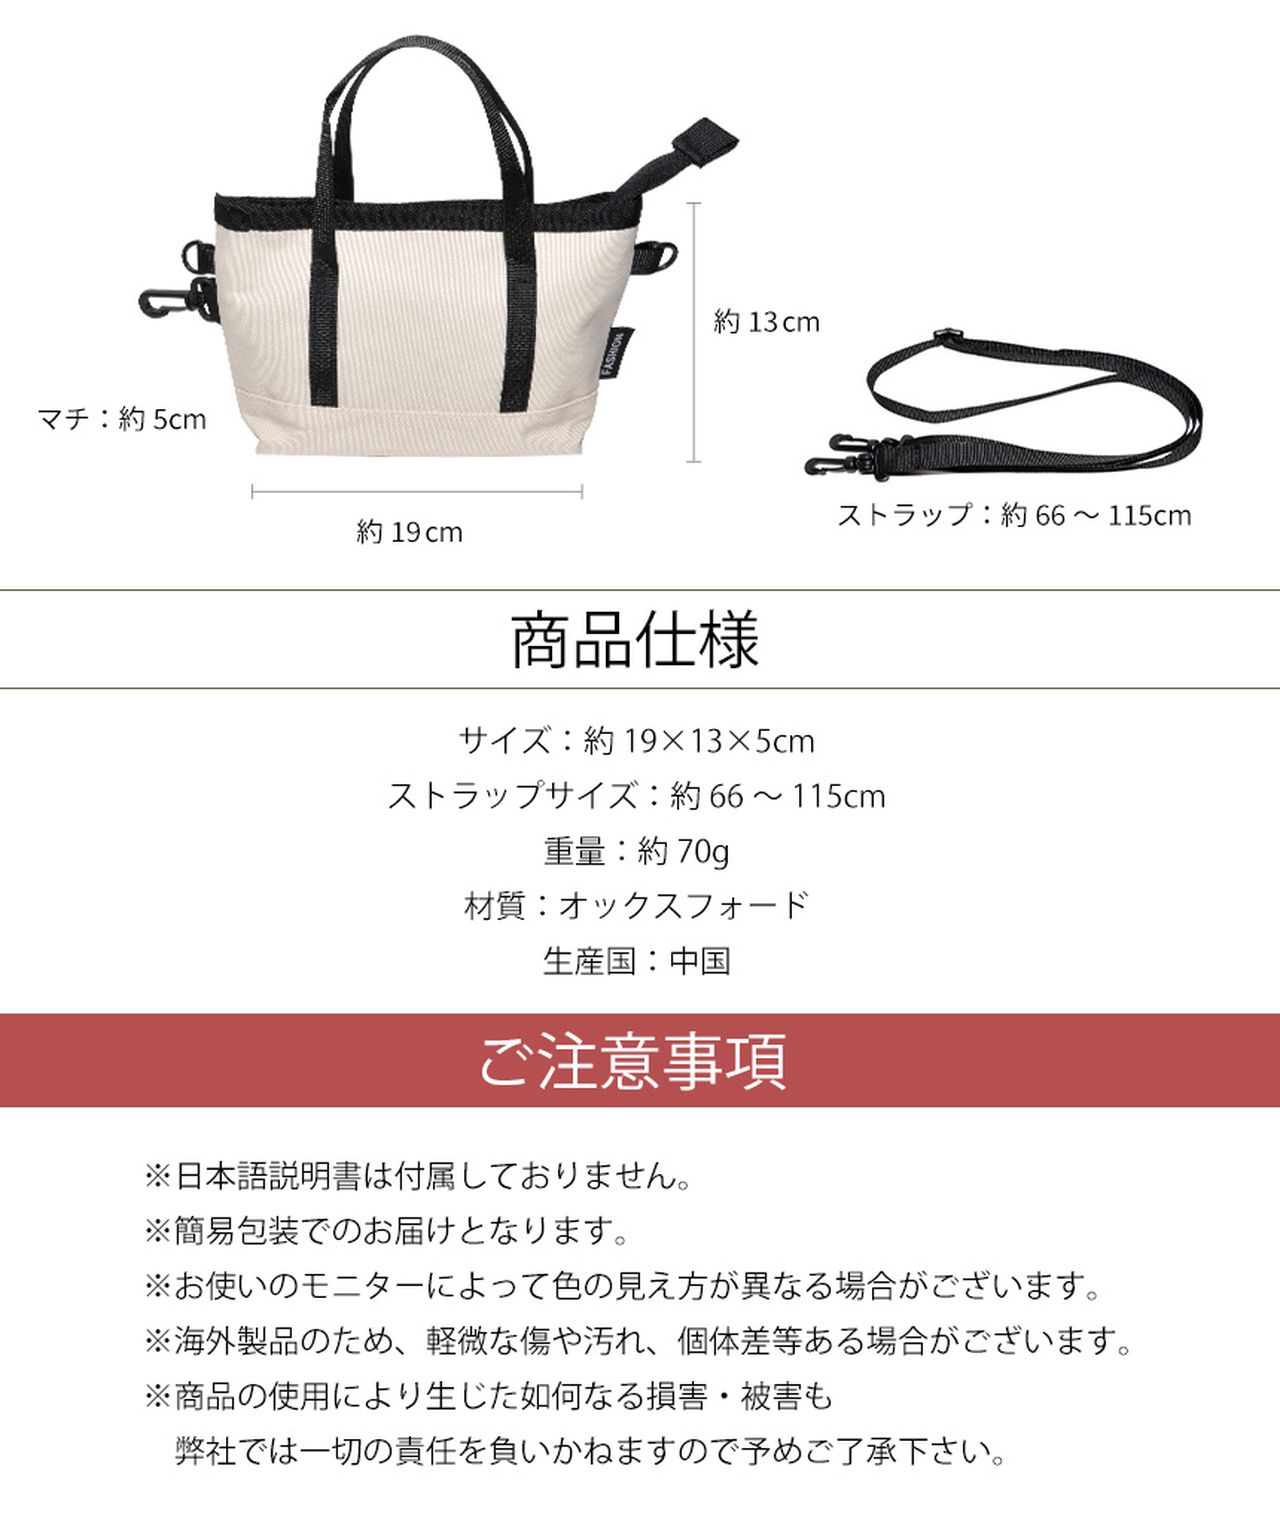 FASHION
約 13cm
マチ：約 5cm
約 19cm
ストラップ：約 66 ～ 115cm
商品仕様
サイズ：約 19×13×5cm
ストラップサイズ：約 66 ～ 115cm
重量：約 70g
材質：オックスフォード
生産国：中国
ご注意事項
※日本語説明書は付属しておりません。
※簡易包装でのお届けとなります。
※お使いのモニターによって色の見え方が異なる場合がございます。
※海外製品のため、軽微な傷や汚れ、個体差等ある場合がございます。
※商品の使用により生じた如何なる損害・被害も
弊社では一切の責任を負いかねますので予めご了承下さい。